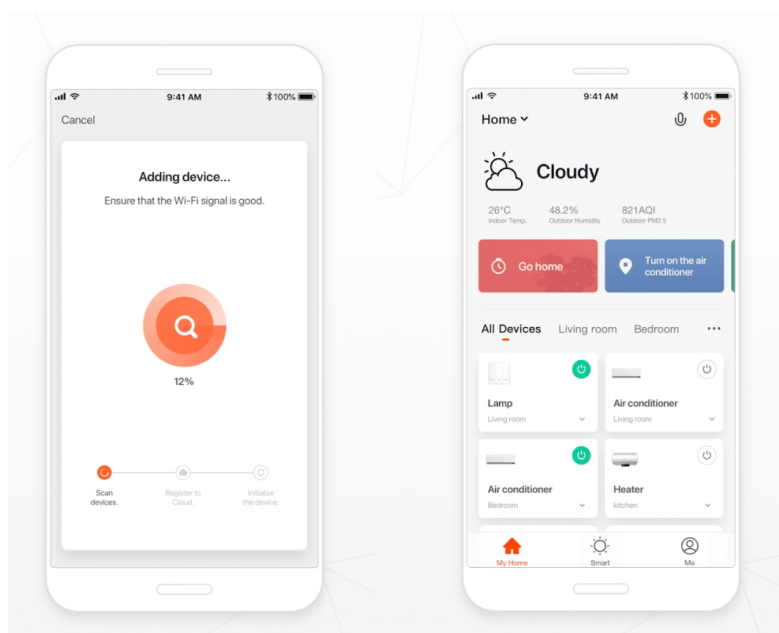 9:41 AM
100%
Cancel
Adding device...
Ensure that the Wi-Fi signal is good.
12%
Scan
devices.
Register to
Cloud.
Initialize
the device.
9:41 AM
100%
Home
Cloudy
26°C
48.2%
821AQI
Indoor Temp.
Outdoor Humidity
Outdoor PM2.5
Go home
Turn on the air
conditioner
All Devices
Living room
Bedroom
Lamp
Living room
Air conditioner
Living room
Air conditioner
Bedroom
Heater
kitchen
My Home
Smart
Me